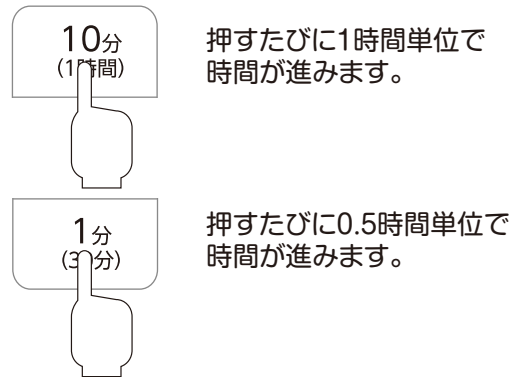 10分
(1時間)
押すたびに1時間単位で
時間が進みます。
1分
(30分)
押すたびに0.5時間単位で
時間が進みます。